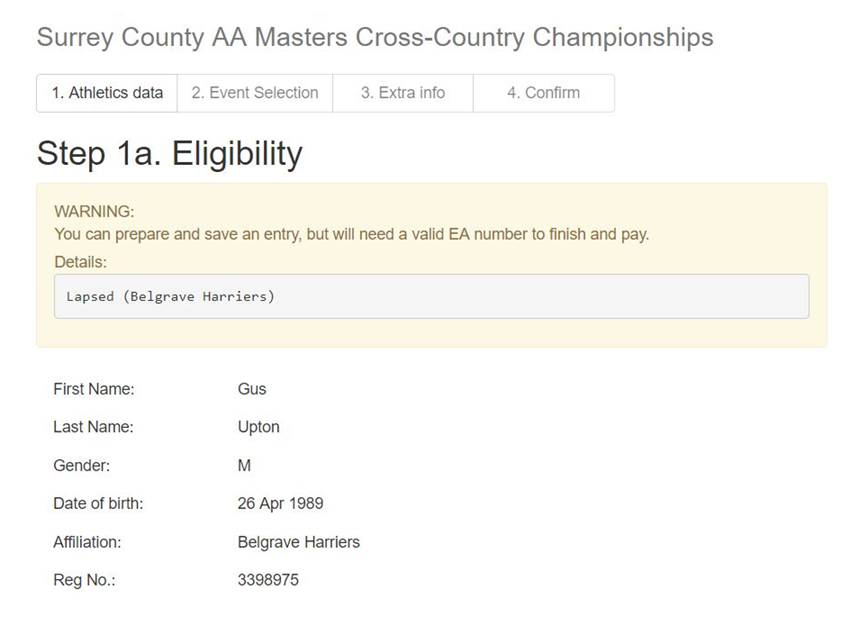 Surrey County AA Masters Cross-Country Championships
1. Athletics data 2. Event Selection 3. Extra info 4. Confirm
Step 1a. Eligibility
WARNING:
You can prepare and save an entry, but will need a valid EA number to finish and pay.
Details:
Lapsed (Belgrave Harriers)
First Name: Gus
Last Name: Upton
Gender: M
Date of birth: 26 Apr 1989
Affiliation: Belgrave Harriers
Reg No.: 3398975